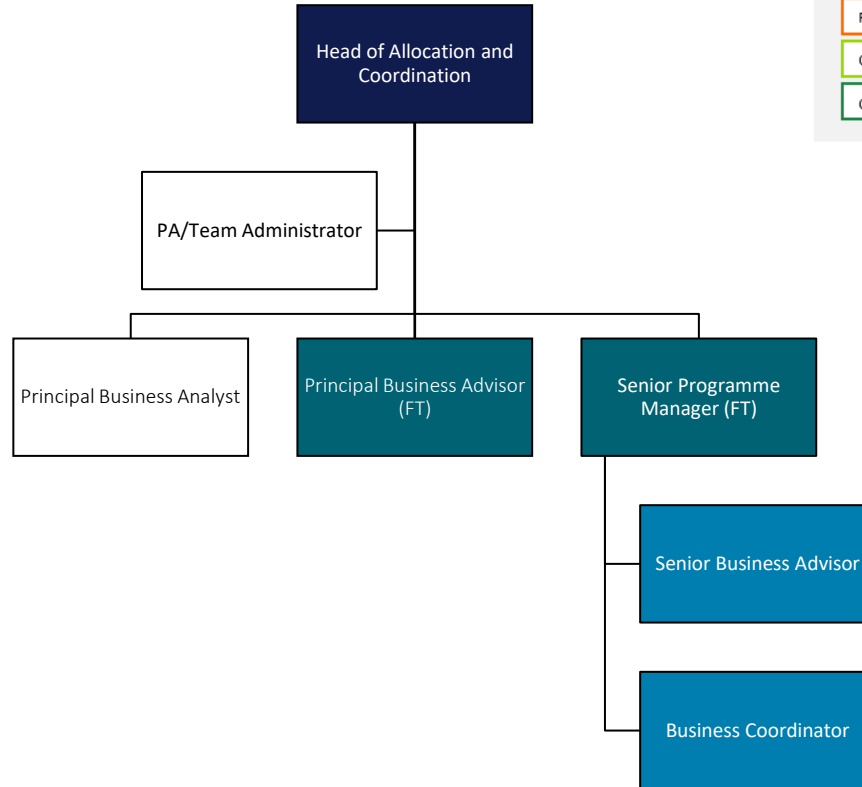 Head of Allocation and
Coordination
PA/Team Administrator
Principal Business Analyst
Principal Business Advisor
(FT)
Senior Programme
Manager (FT)
Senior Business Advisor
Business Coordinator